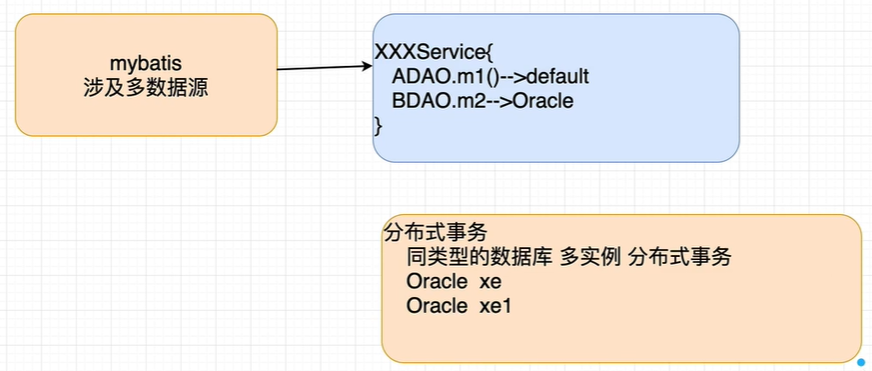 mybatis
涉及多数据源
XXXService{
ADAO.m1()-->default
BDAO.m2-->Oracle
}
分布式事务
同类型的数据库 多实例 分布式事务
Oracle xe
Oracle xe1